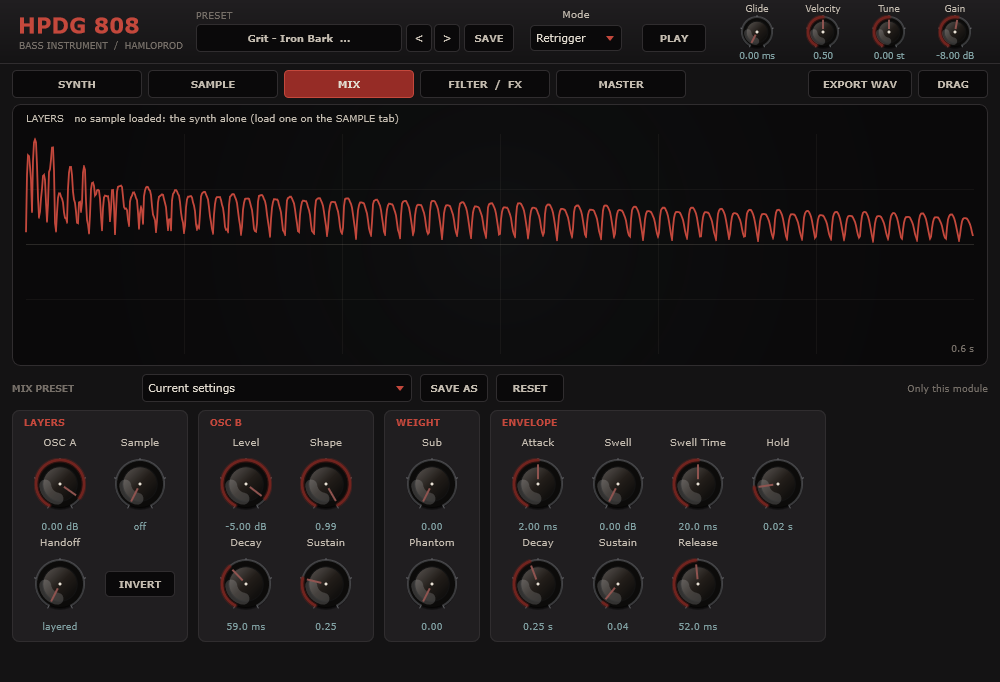 HPDG 808
BASS INSTRUMENT / HAMLOPROD
PRESET
Grit - Iron Bark ...
<
>
SAVE
Mode
Retrigger
PLAY
Glide Velocity Tune Gain
0.00 ms 0.50 0.00 st -8.00 dB
SYNTH SAMPLE MIX FILTER / FX MASTER EXPORT WAV DRAG
LAYERS no sample loaded: the synth alone (load one on the SAMPLE tab)
0.6 s
MIX PRESET Current settings SAVE AS RESET Only this module
LAYERS
OSC A Sample
0.00 dB off
Handoff
INVERT
layered
OSC B
Level Shape
-5.00 dB 0.99
Decay Sustain
59.0 ms 0.25
WEIGHT
Sub
0.00
Phantom
0.00
ENVELOPE
Attack Swell Swell Time Hold
2.00 ms 0.00 dB 20.0 ms 0.02 s
Decay Sustain Release
0.25 s 0.04 52.0 ms